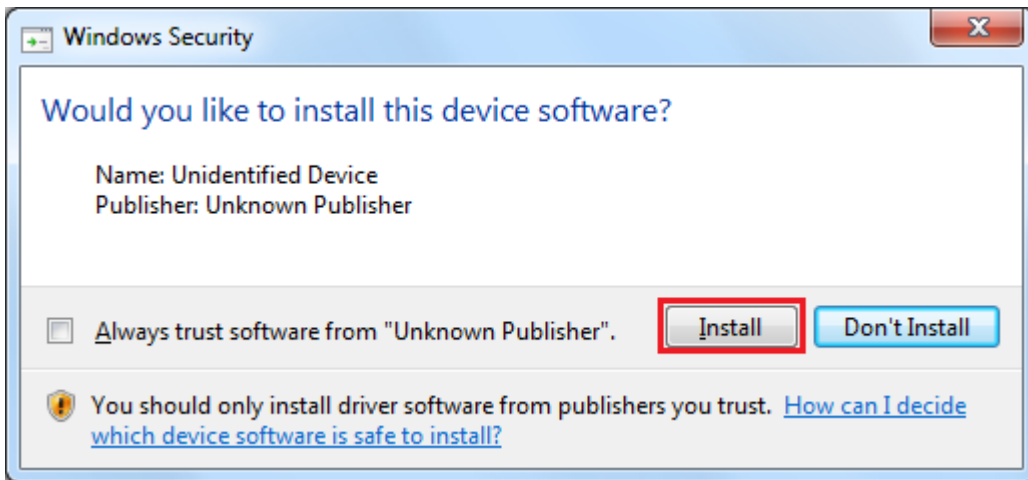 Windows Security
Would you like to install this device software?
Name: Unidentified Device
Publisher: Unknown Publisher
Always trust software from "Unknown Publisher".
Install
Don't Install
You should only install driver software from publishers you trust. How can I decide
which device software is safe to install?